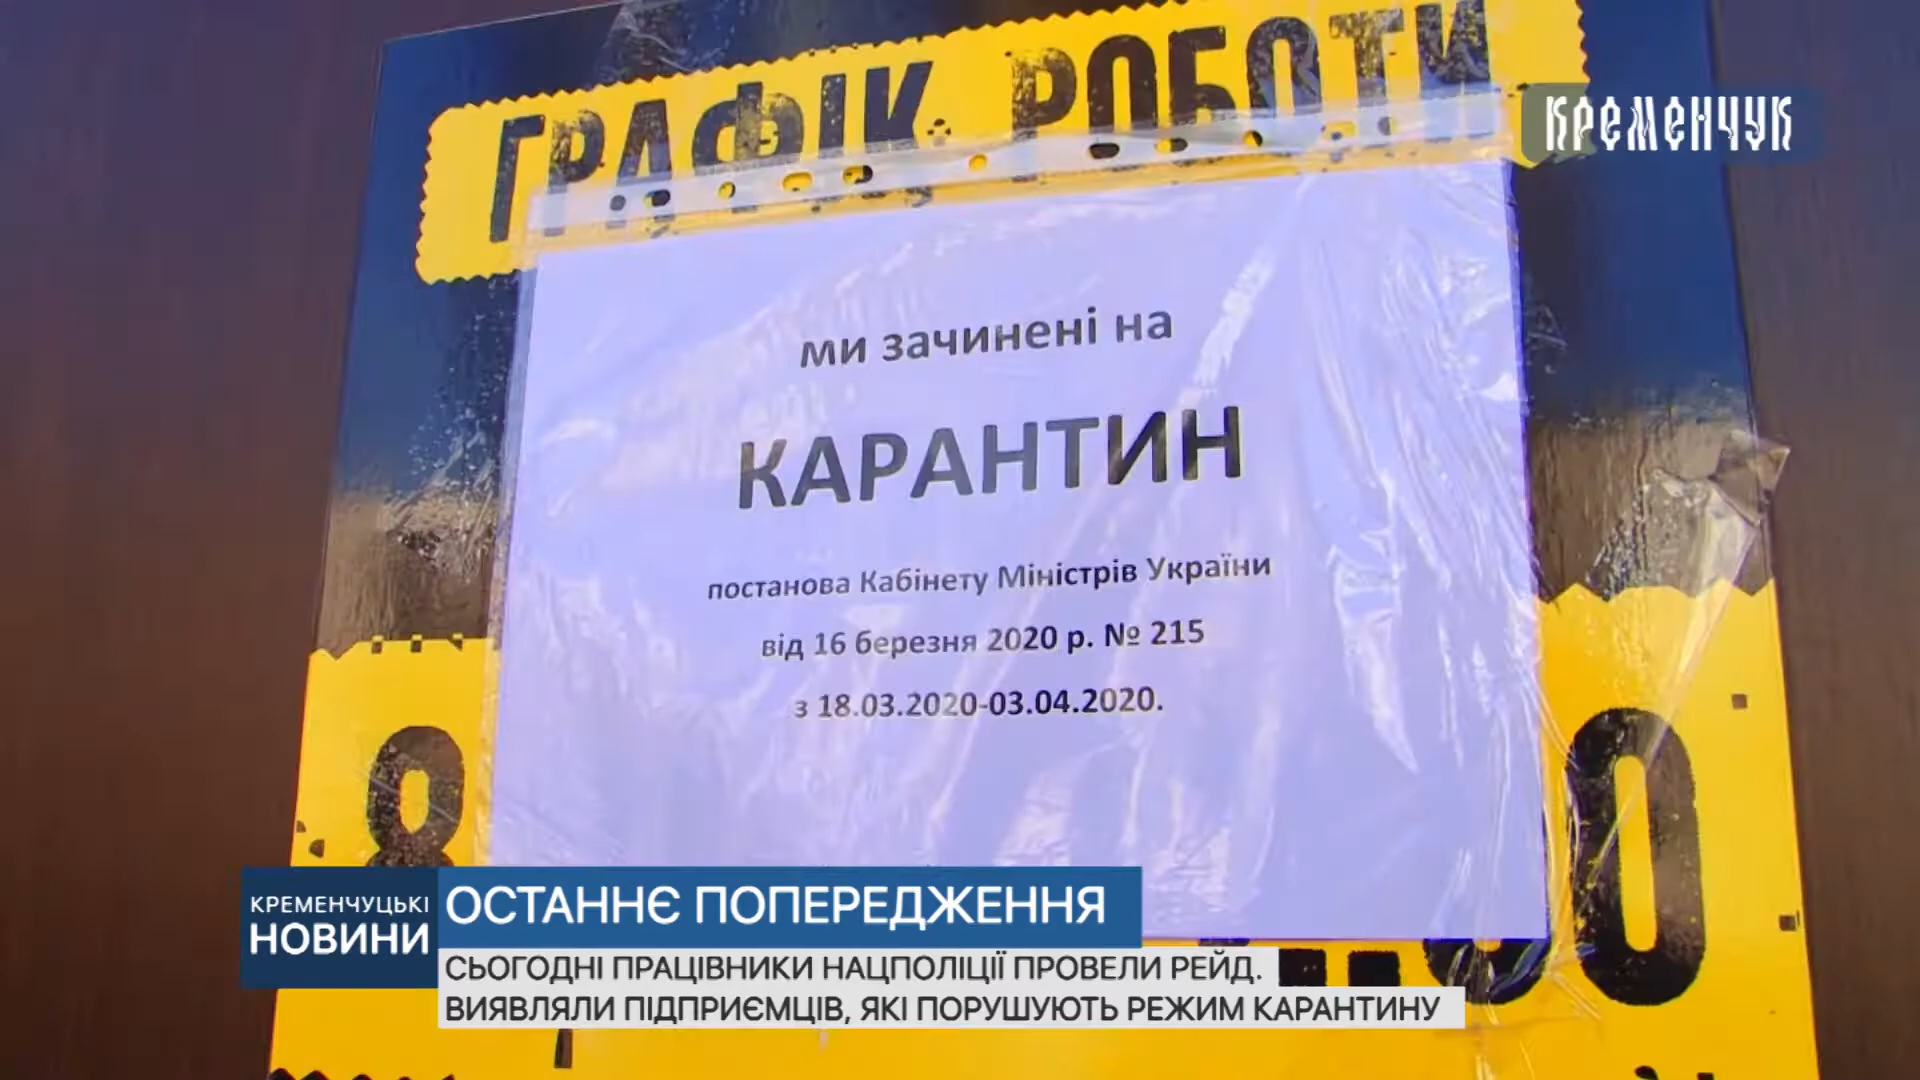 ГРАФІК РОБОТИ
КРЕМЕНЧУК
ми зачинені на
КАРАНТИН
постанова Кабінету Міністрів України
від 16 березня 2020 р. № 215
з 18.03.2020-03.04.2020.
КРЕМЕНЧУЦЬКІ
НОВИНИ
ОСТАННЄ ПОПЕРЕДЖЕННЯ
СЬОГОДНІ ПРАЦІВНИКИ НАЦПОЛІЦІЇ ПРОВЕЛИ РЕЙД.
ВИЯВЛЯЛИ ПІДПРИЄМЦІВ, ЯКІ ПОРУШУЮТЬ РЕЖИМ КАРАНТИНУ